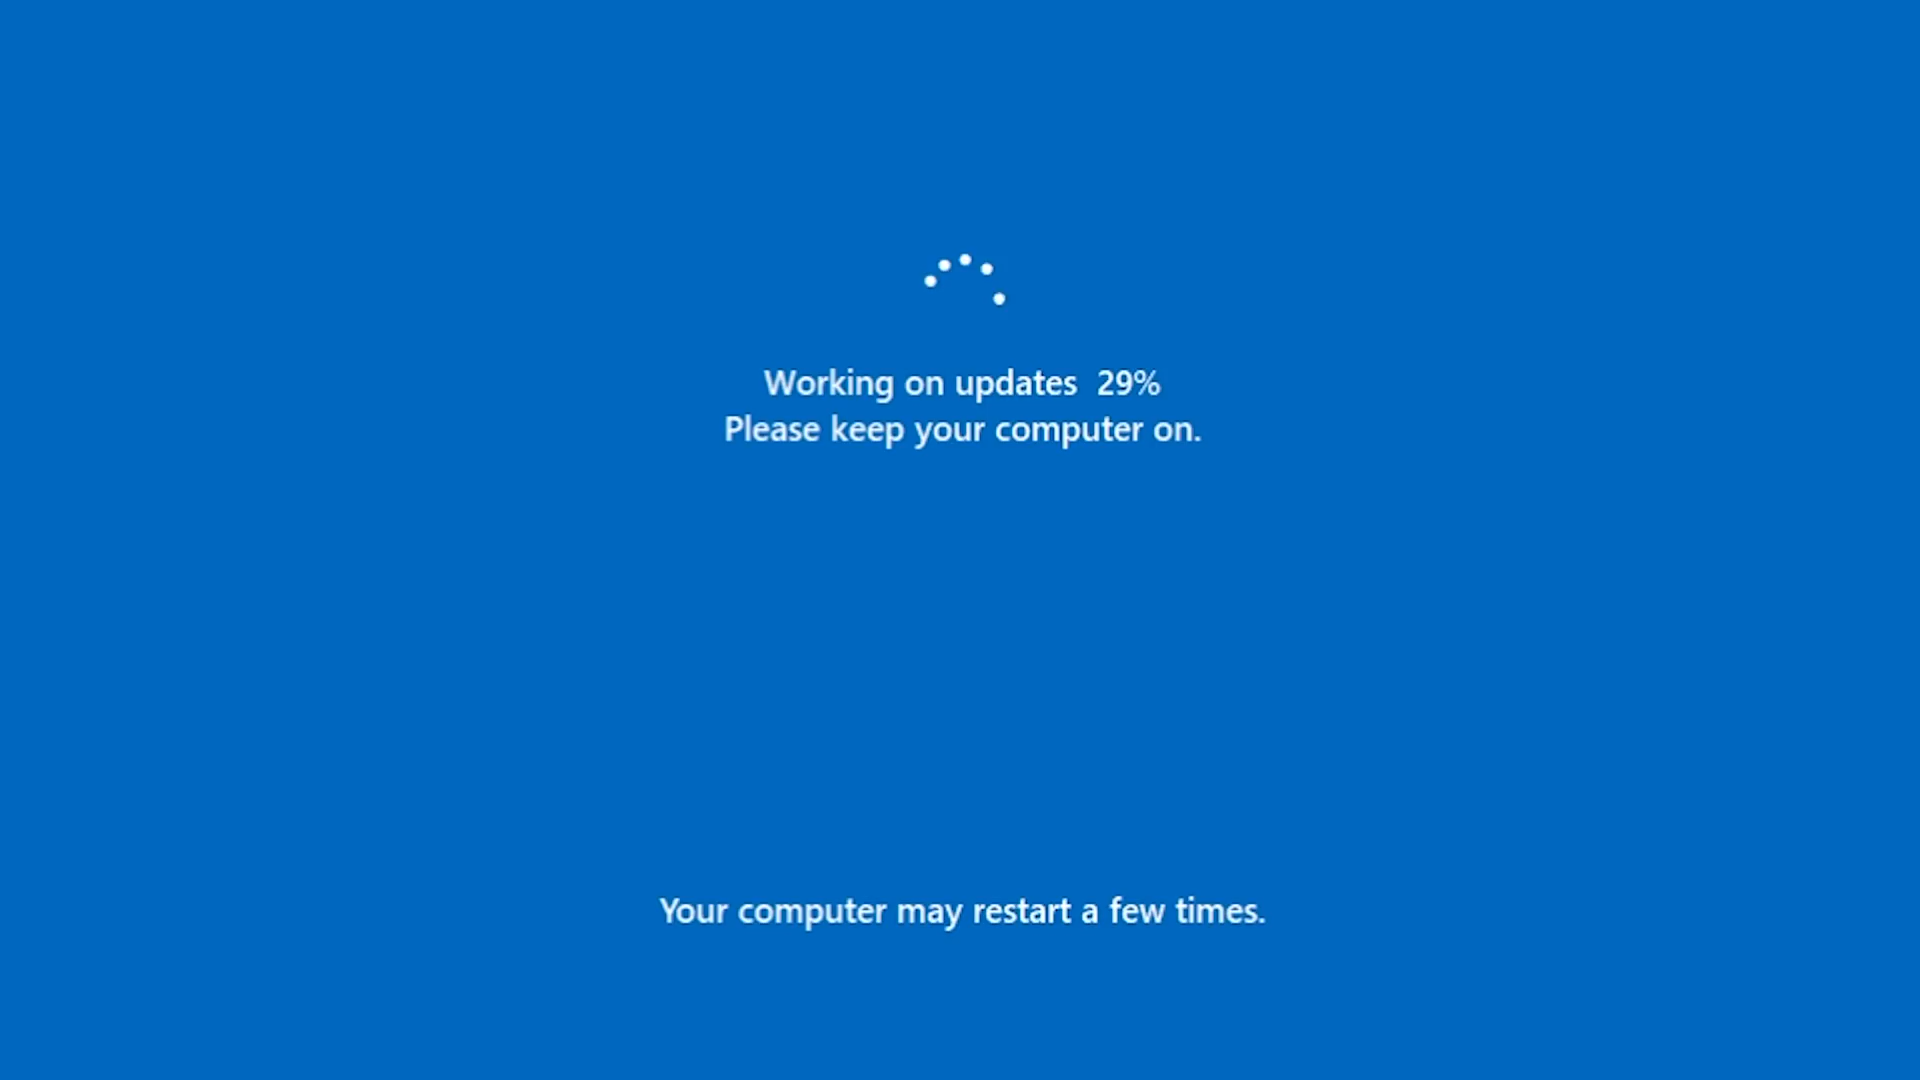 Working on updates 29%
Please keep your computer on.
Your computer may restart a few times.